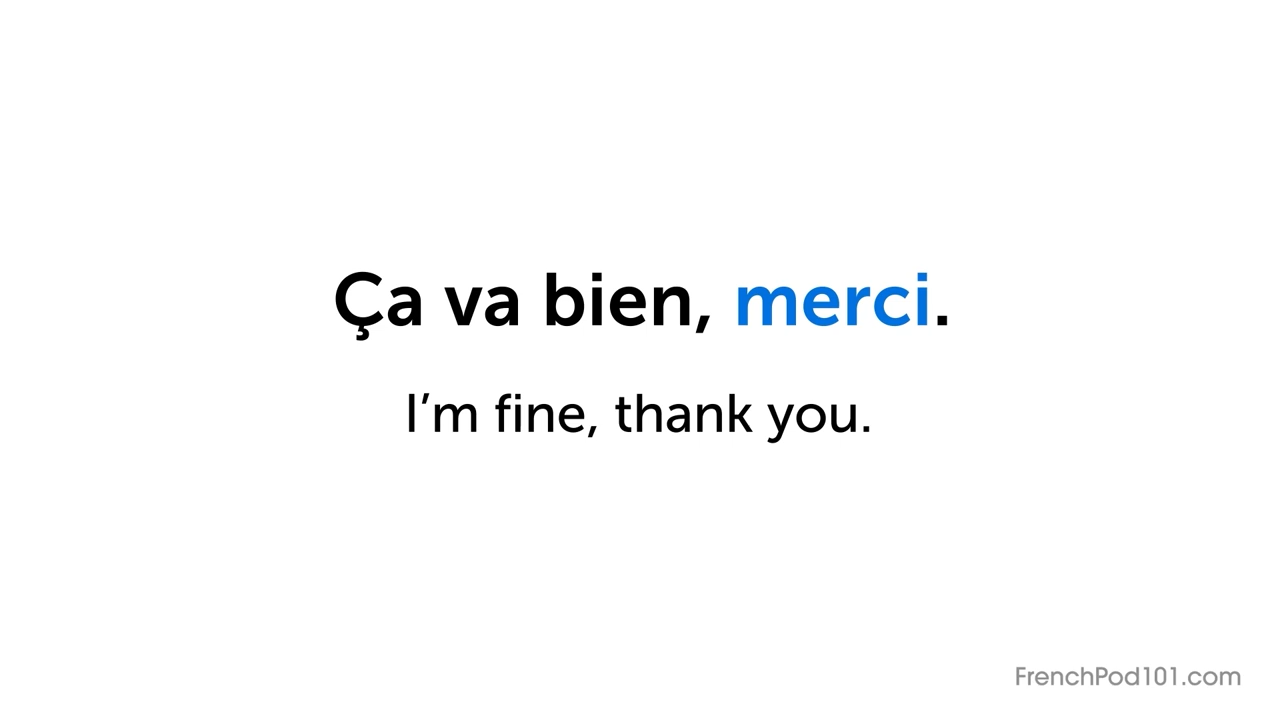 Ça va bien, merci.
I’m fine, thank you.
FrenchPod101.com